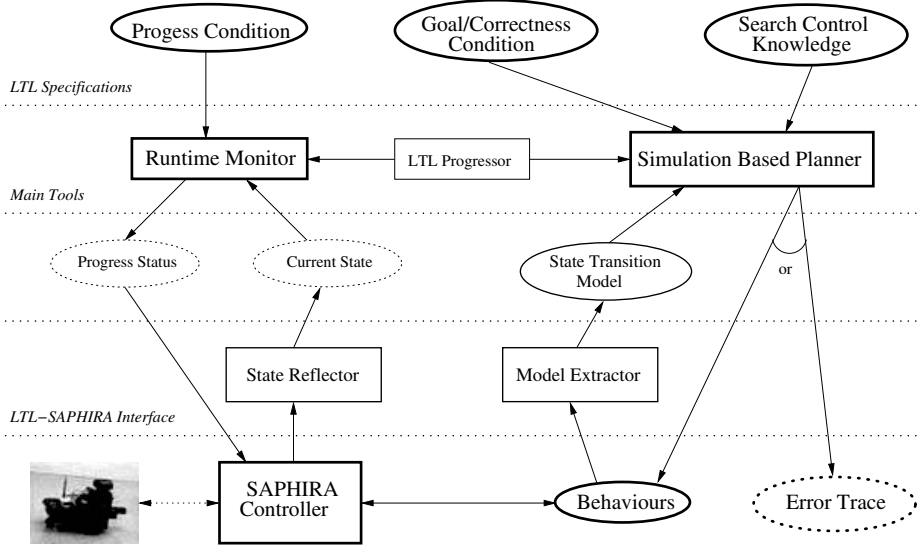 Progess Condition
Goal/Correctness
Condition
Search Control
Knowledge
LTL Specifications
Runtime Monitor
LTL Progressor
Simulation Based Planner
Main Tools
Progress Status
Current State
State Transition
Model
or
State Reflector
Model Extractor
LTL−SAPHIRA Interface
SAPHIRA
Controller
Behaviours
Error Trace